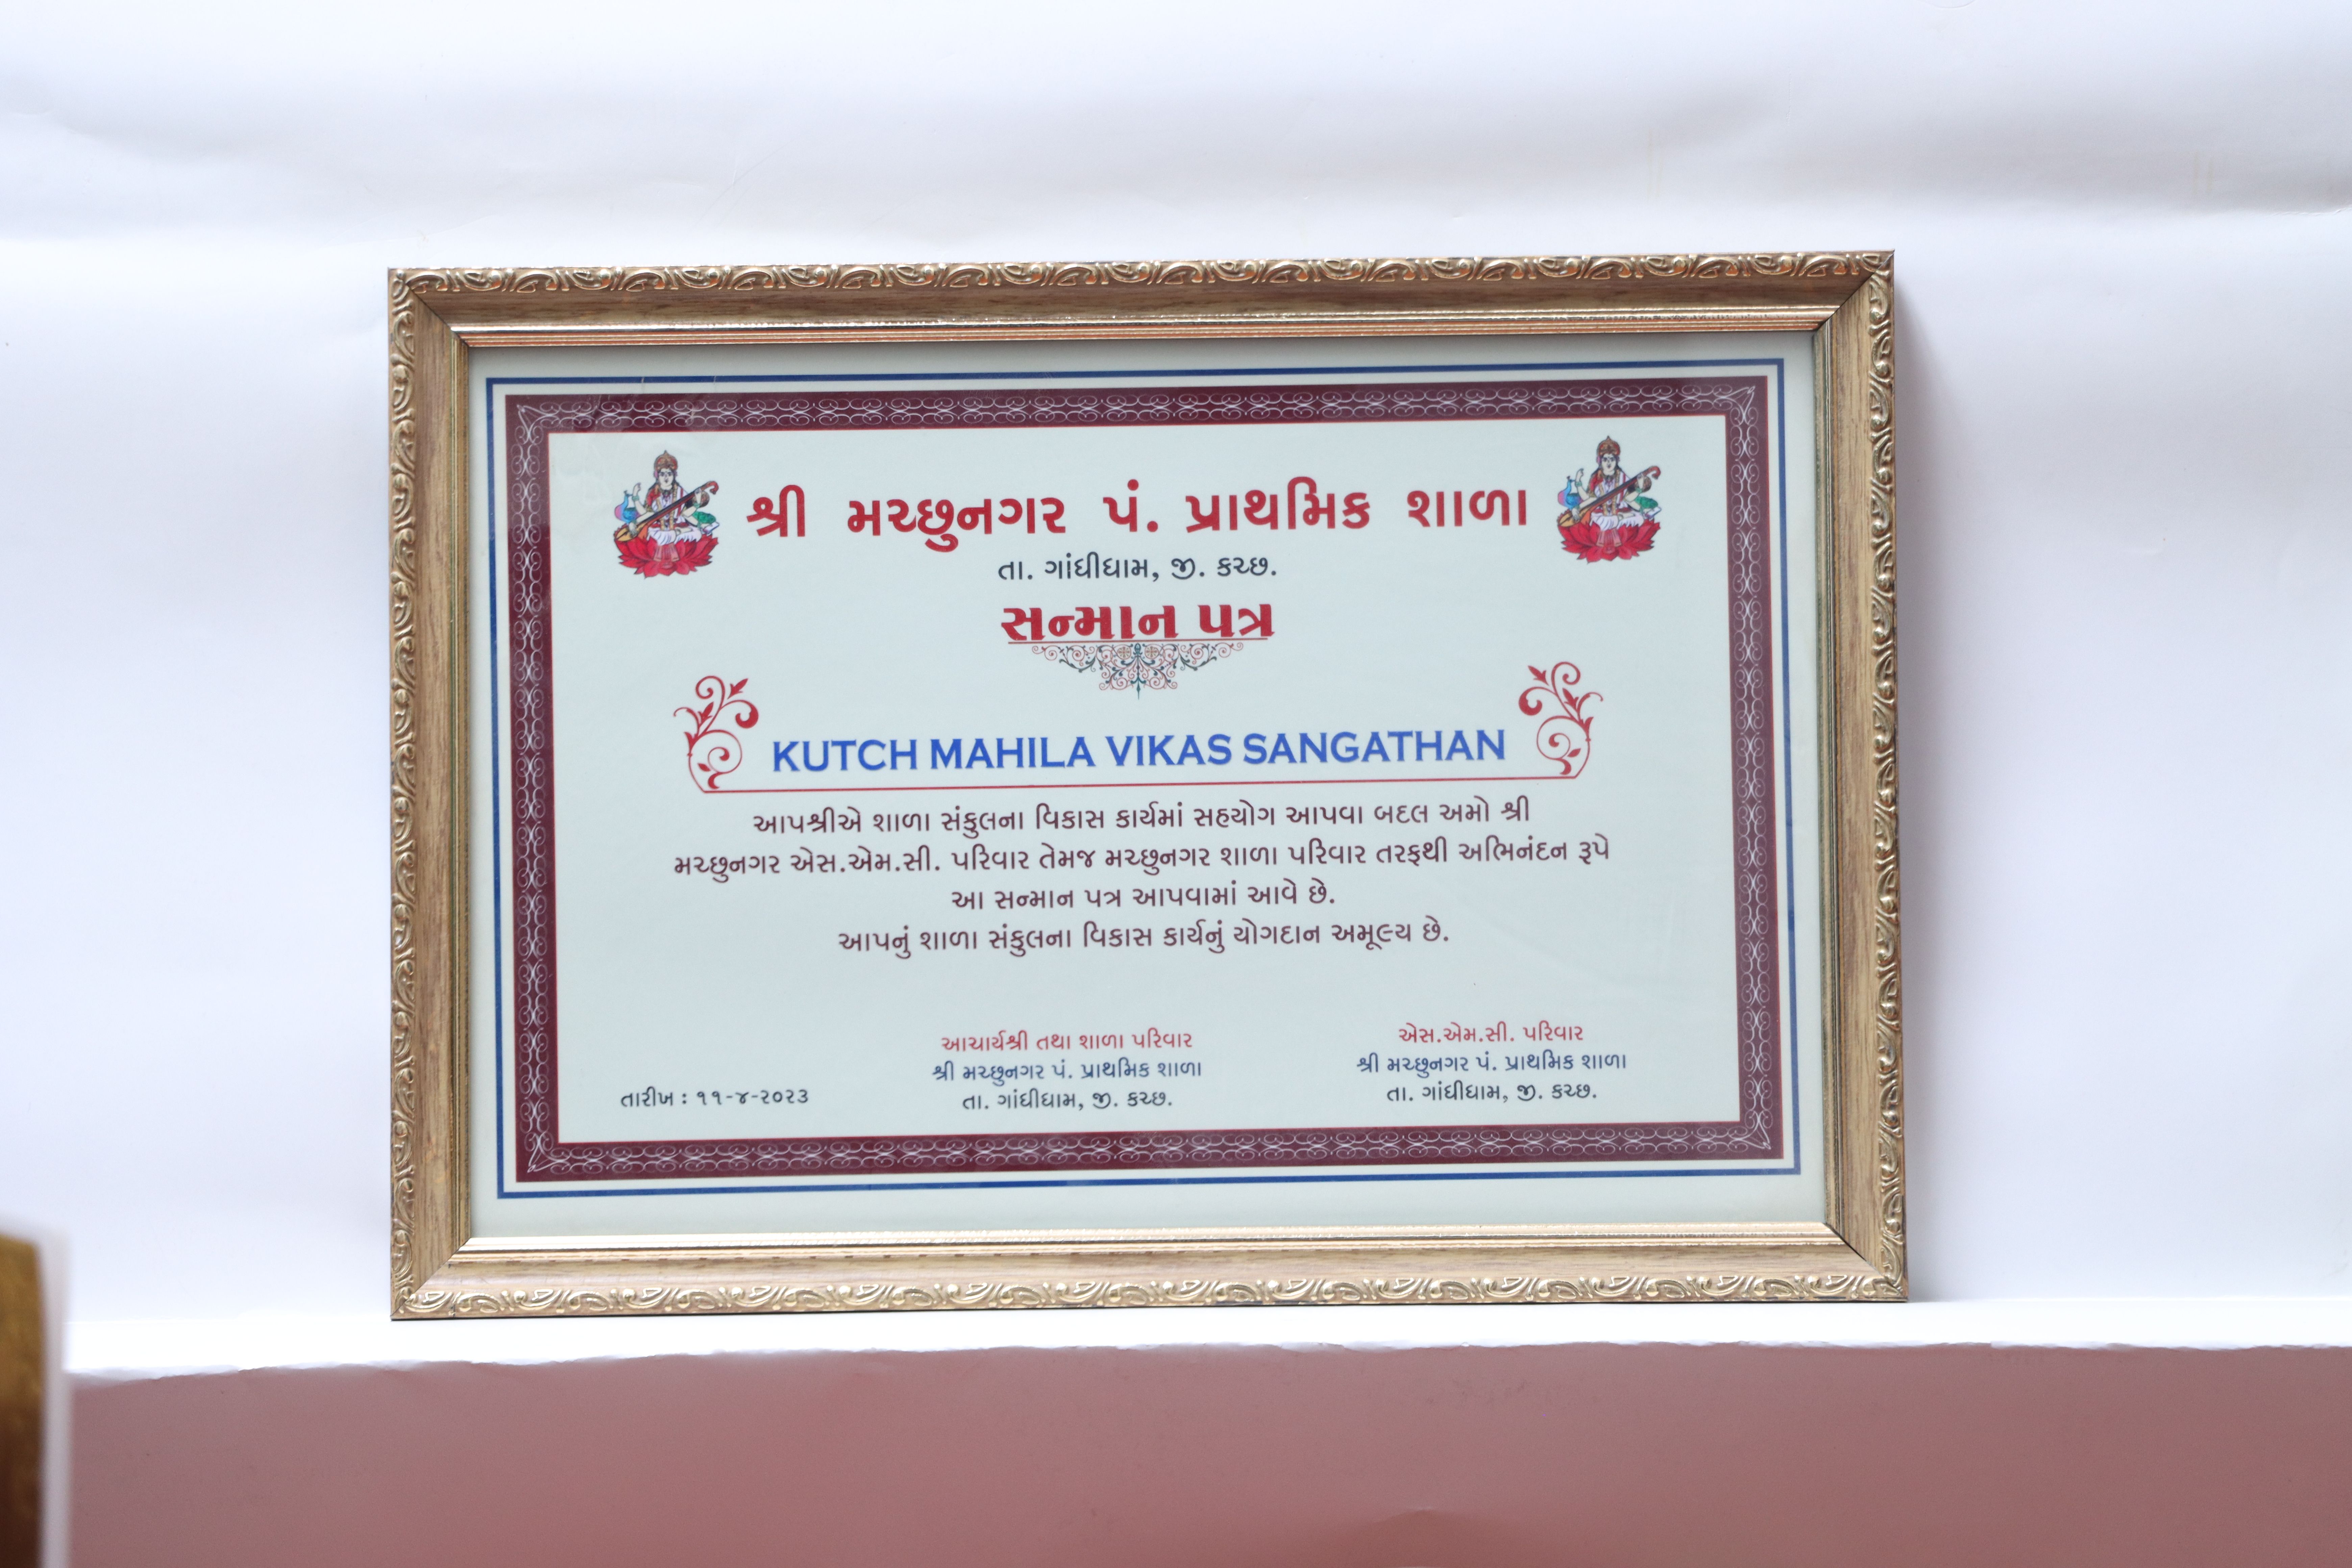 શ્રી મચ્છુનગર પં. પ્રાથમિક શાળા
તા. ગાંધીધામ, જી. કચ્છ.
સન્માન પત્ર
KUTCH MAHILA VIKAS SANGATHAN
આપશ્રીએ શાળા સંકુલના વિકાસ કાર્યમાં સહયોગ આપવા બદલ અમો શ્રી
મચ્છુનગર એસ.એમ.સી. પરિવાર તેમજ મચ્છુનગર શાળા પરિવાર તરફથી અભિનંદન રૂપે
આ સન્માન પત્ર આપવામાં આવે છે.
આપનું શાળા સંકુલના વિકાસ કાર્યનું યોગદાન અમૂલ્ય છે.
આચાર્યશ્રી તથા શાળા પરિવાર
શ્રી મચ્છુનગર પં. પ્રાથમિક શાળા
તા. ગાંધીધામ, જી. કચ્છ.
એસ.એમ.સી. પરિવાર
શ્રી મચ્છુનગર પં. પ્રાથમિક શાળા
તા. ગાંધીધામ, જી. કચ્છ.
તારીખ : ૧૧-૪-૨૦૨૩